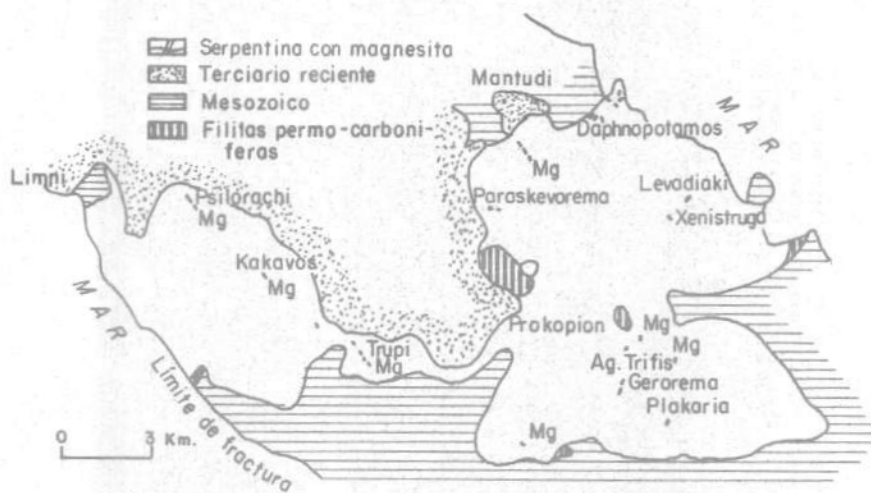 Serpentina con magnesita
Terciario reciente
Mesozoico
Filitas permo-carboni-
feras
Mantudi
MAR
Daphnopotamos
Mg
Limni
Psilorachi
Mg
Paraskevorema
Levadiaki
Xenistruga
Kakavos
Mg
MAR
Prokopion
Mg
Trupi
Mg
Mg
Ag. Trifis
Gerorema
Plakaria
Mg
Límite de fractura
0 3 Km.